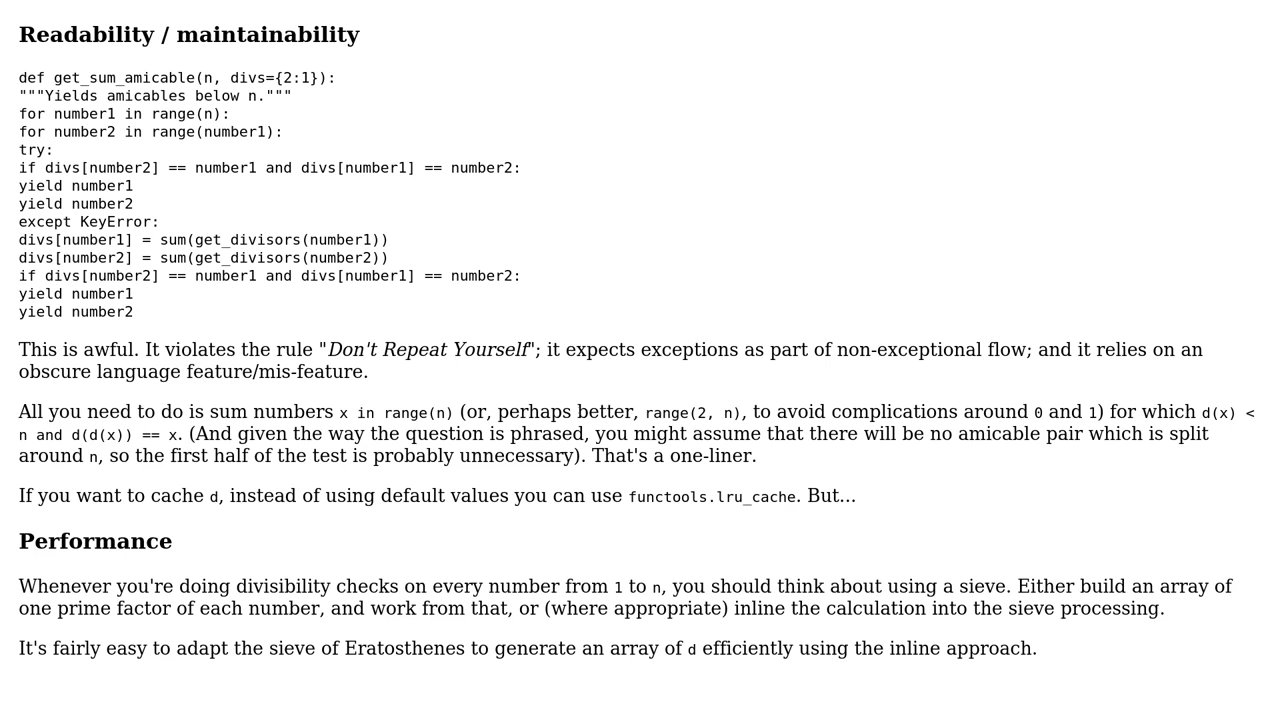 Readability / maintainability
def get_sum_amicable(n, divs={2:1}):
"""Yields amicables below n."""
for number1 in range(n):
for number2 in range(number1):
try:
if divs[number2] == number1 and divs[number1] == number2:
yield number1
yield number2
except KeyError:
divs[number1] = sum(get_divisors(number1))
divs[number2] = sum(get_divisors(number2))
if divs[number2] == number1 and divs[number1] == number2:
yield number1
yield number2
This is awful. It violates the rule "Don't Repeat Yourself"; it expects exceptions as part of non-exceptional flow; and it relies on an
obscure language feature/mis-feature.
All you need to do is sum numbers x in range(n) (or, perhaps better, range(2, n), to avoid complications around 0 and 1) for which d(x) <
n and d(d(x)) == x. (And given the way the question is phrased, you might assume that there will be no amicable pair which is split
around n, so the first half of the test is probably unnecessary). That's a one-liner.
If you want to cache d, instead of using default values you can use functools.lru_cache. But...
Performance
Whenever you're doing divisibility checks on every number from 1 to n, you should think about using a sieve. Either build an array of
one prime factor of each number, and work from that, or (where appropriate) inline the calculation into the sieve processing.
It's fairly easy to adapt the sieve of Eratosthenes to generate an array of d efficiently using the inline approach.